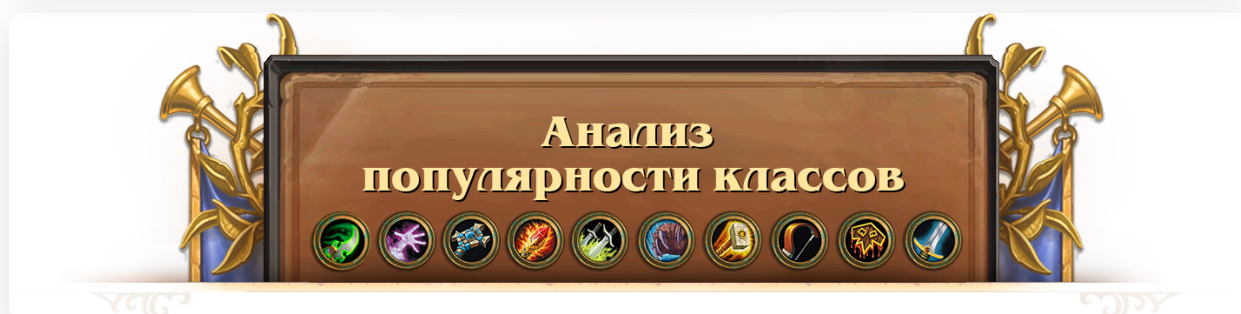 Анализ
популярности классов